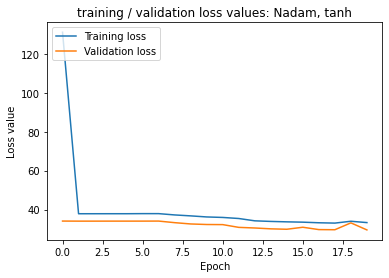 training / validation loss values: Nadam, tanh
Training loss
Validation loss
120
100
80
60
40
Loss value
0.0 2.5 5.0 7.5 10.0 12.5 15.0 17.5
Epoch